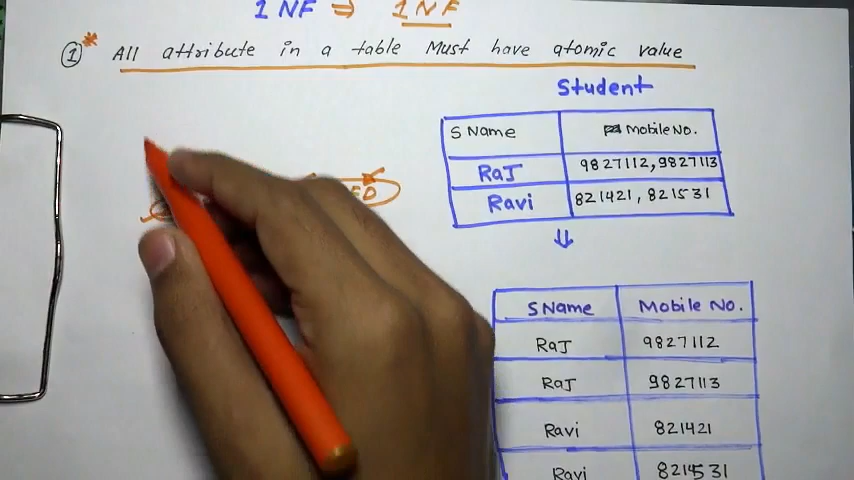 1 NF ⇒ 1 NF
① * All attribute in a table Must have atomic value
Student
S Name Mobile No.
RaJ 9827112, 9827113
Ravi 821421, 821531
⇓
S Name Mobile No.
RaJ 9827112
RaJ 9827113
Ravi 821421
Ravi 821531